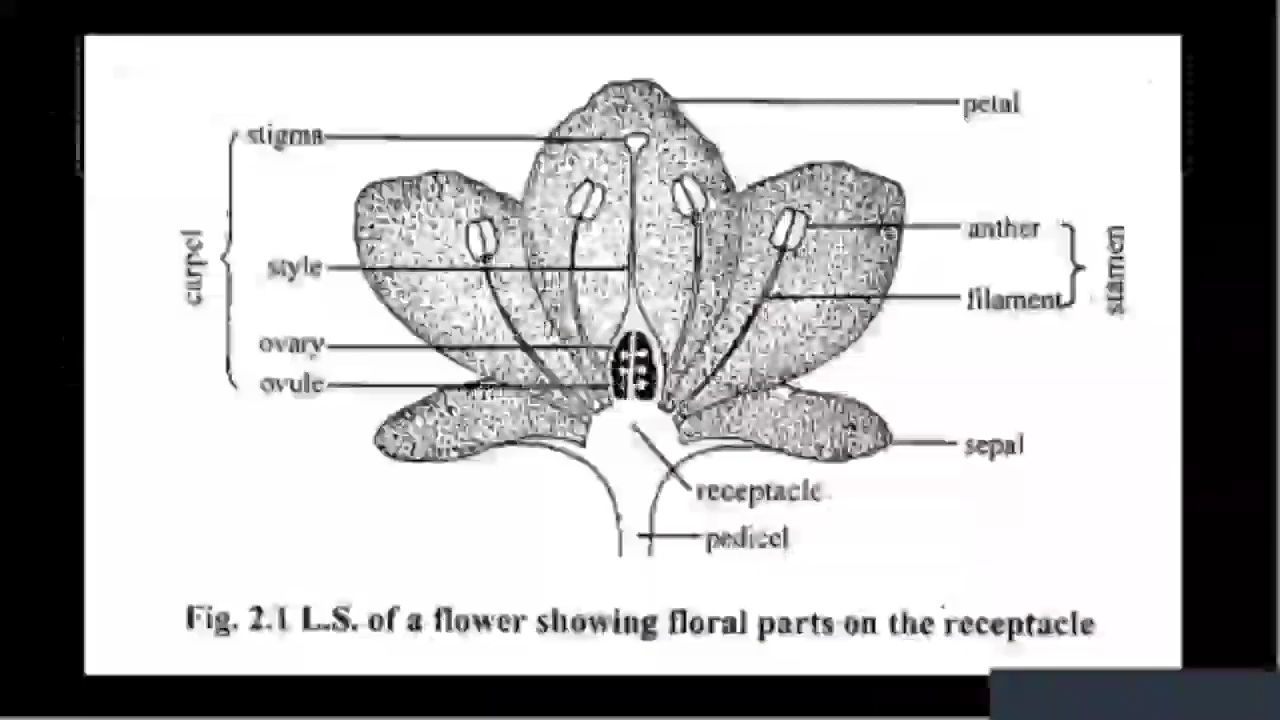 petal
stigma
carpel
anther
stamen
style
filament
ovary
ovule
sepal
receptacle
pedicel
Fig. 2.1 L.S. of a flower showing floral parts on the receptacle